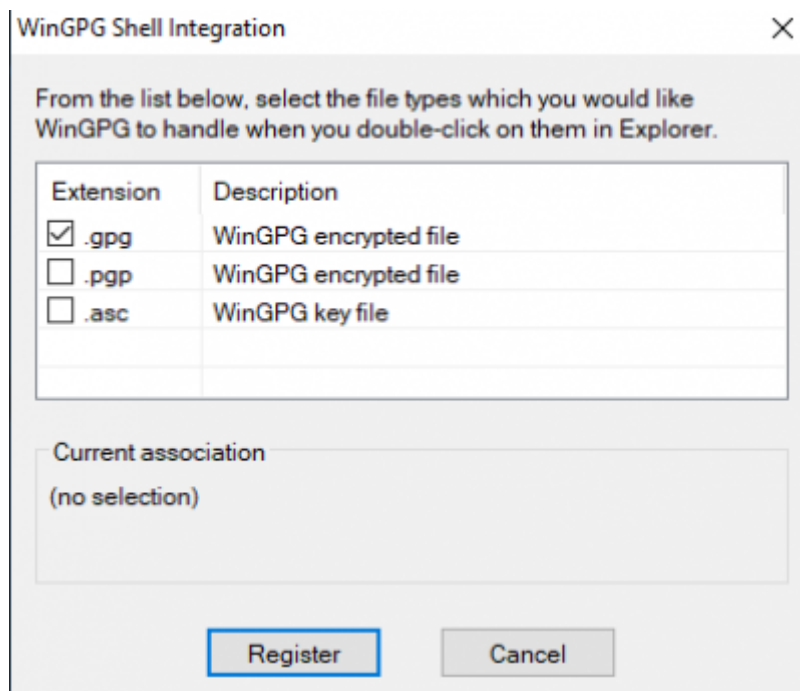 WinGPG Shell Integration
From the list below, select the file types which you would like
WinGPG to handle when you double-click on them in Explorer.
Extension Description
.gpg WinGPG encrypted file
.pgp WinGPG encrypted file
.asc WinGPG key file
Current association
(no selection)
Register Cancel